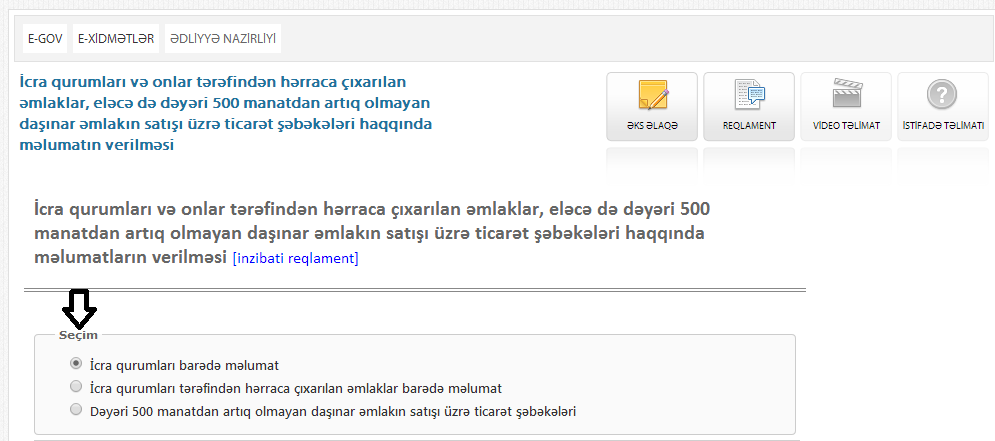 E-GOV E-XİDMƏTLƏR ƏDLİYYƏ NAZİRLİYİ
İcra qurumları və onlar tərəfindən hərraca çıxarılan
əmlaklar, eləcə də dəyəri 500 manatdan artıq olmayan
daşınar əmlakın satışı üzrə ticarət şəbəkələri haqqında
məlumatın verilməsi
ƏKS ƏLAQƏ REQLAMENT VİDEO TƏLİMAT İSTİFADƏ TƏLİMATI
İcra qurumları və onlar tərəfindən hərraca çıxarılan əmlaklar, eləcə də dəyəri 500
manatdan artıq olmayan daşınar əmlakın satışı üzrə ticarət şəbəkələri haqqında
məlumatların verilməsi [inzibati reqlament]
Seçim
İcra qurumları barədə məlumat
İcra qurumları tərəfindən hərraca çıxarılan əmlaklar barədə məlumat
Dəyəri 500 manatdan artıq olmayan daşınar əmlakın satışı üzrə ticarət şəbəkələri